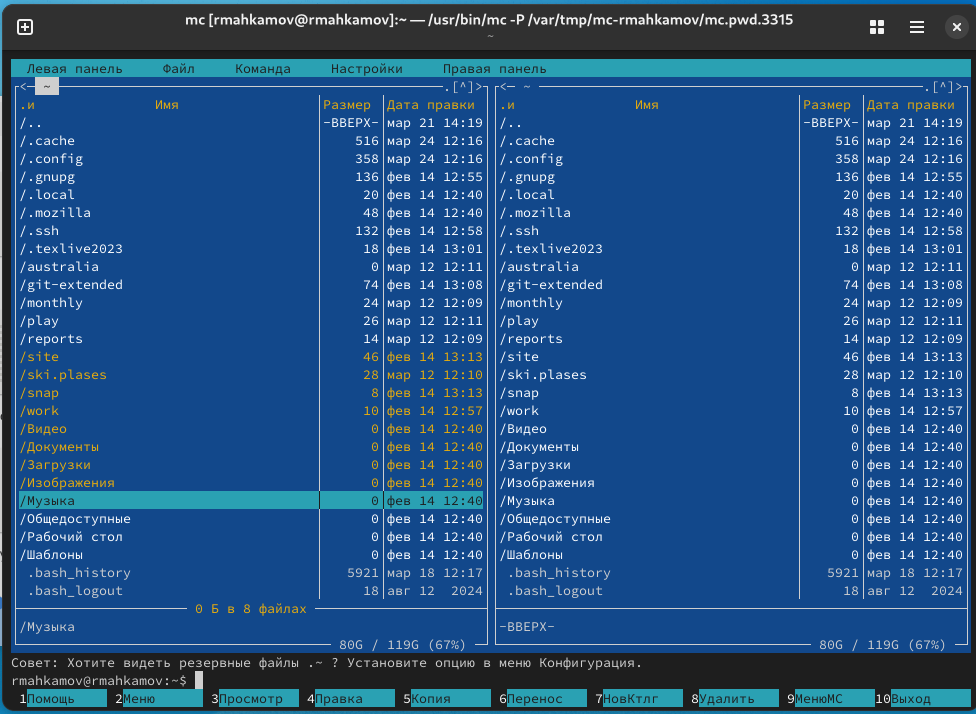 mc [rmahkamov@rmahkamov]:~ — /usr/bin/mc -P /var/tmp/mc-rmahkamov/mc.pwd.3315
~
Левая панель Файл Команда Настройки Правая панель
<─ ~ .[^]> <─ ~ .[^]>
.и Имя Размер Дата правки .и Имя Размер Дата правки
/.. -ВВЕРХ- мар 21 14:19 /.. -ВВЕРХ- мар 21 14:19
/.cache 516 мар 24 12:16 /.cache 516 мар 24 12:16
/.config 358 мар 24 12:16 /.config 358 мар 24 12:16
/.gnupg 136 фев 14 12:55 /.gnupg 136 фев 14 12:55
/.local 20 фев 14 12:40 /.local 20 фев 14 12:40
/.mozilla 48 фев 14 12:40 /.mozilla 48 фев 14 12:40
/.ssh 132 фев 14 12:58 /.ssh 132 фев 14 12:58
/.texlive2023 18 фев 14 13:01 /.texlive2023 18 фев 14 13:01
/australia 0 мар 12 12:11 /australia 0 мар 12 12:11
/git-extended 74 фев 14 13:08 /git-extended 74 фев 14 13:08
/monthly 24 мар 12 12:09 /monthly 24 мар 12 12:09
/play 26 мар 12 12:11 /play 26 мар 12 12:11
/reports 14 мар 12 12:09 /reports 14 мар 12 12:09
/site 46 фев 14 13:13 /site 46 фев 14 13:13
/ski.plases 28 мар 12 12:10 /ski.plases 28 мар 12 12:10
/snap 8 фев 14 13:13 /snap 8 фев 14 13:13
/work 10 фев 14 12:57 /work 10 фев 14 12:57
/Видео 0 фев 14 12:40 /Видео 0 фев 14 12:40
/Документы 0 фев 14 12:40 /Документы 0 фев 14 12:40
/Загрузки 0 фев 14 12:40 /Загрузки 0 фев 14 12:40
/Изображения 0 фев 14 12:40 /Изображения 0 фев 14 12:40
/Музыка 0 фев 14 12:40 /Музыка 0 фев 14 12:40
/Общедоступные 0 фев 14 12:40 /Общедоступные 0 фев 14 12:40
/Рабочий стол 0 фев 14 12:40 /Рабочий стол 0 фев 14 12:40
/Шаблоны 0 фев 14 12:40 /Шаблоны 0 фев 14 12:40
.bash_history 5921 мар 18 12:17 .bash_history 5921 мар 18 12:17
.bash_logout 18 авг 12 2024 .bash_logout 18 авг 12 2024
0 Б в 8 файлах
/Музыка -ВВЕРХ-
80G / 119G (67%) 80G / 119G (67%)
Совет: Хотите видеть резервные файлы .~ ? Установите опцию в меню Конфигурация.
rmahkamov@rmahkamov:~$
1Помощь 2Меню 3Просмотр 4Правка 5Копия 6Перенос 7НовКтлг 8Удалить 9МенюМС 10Выход